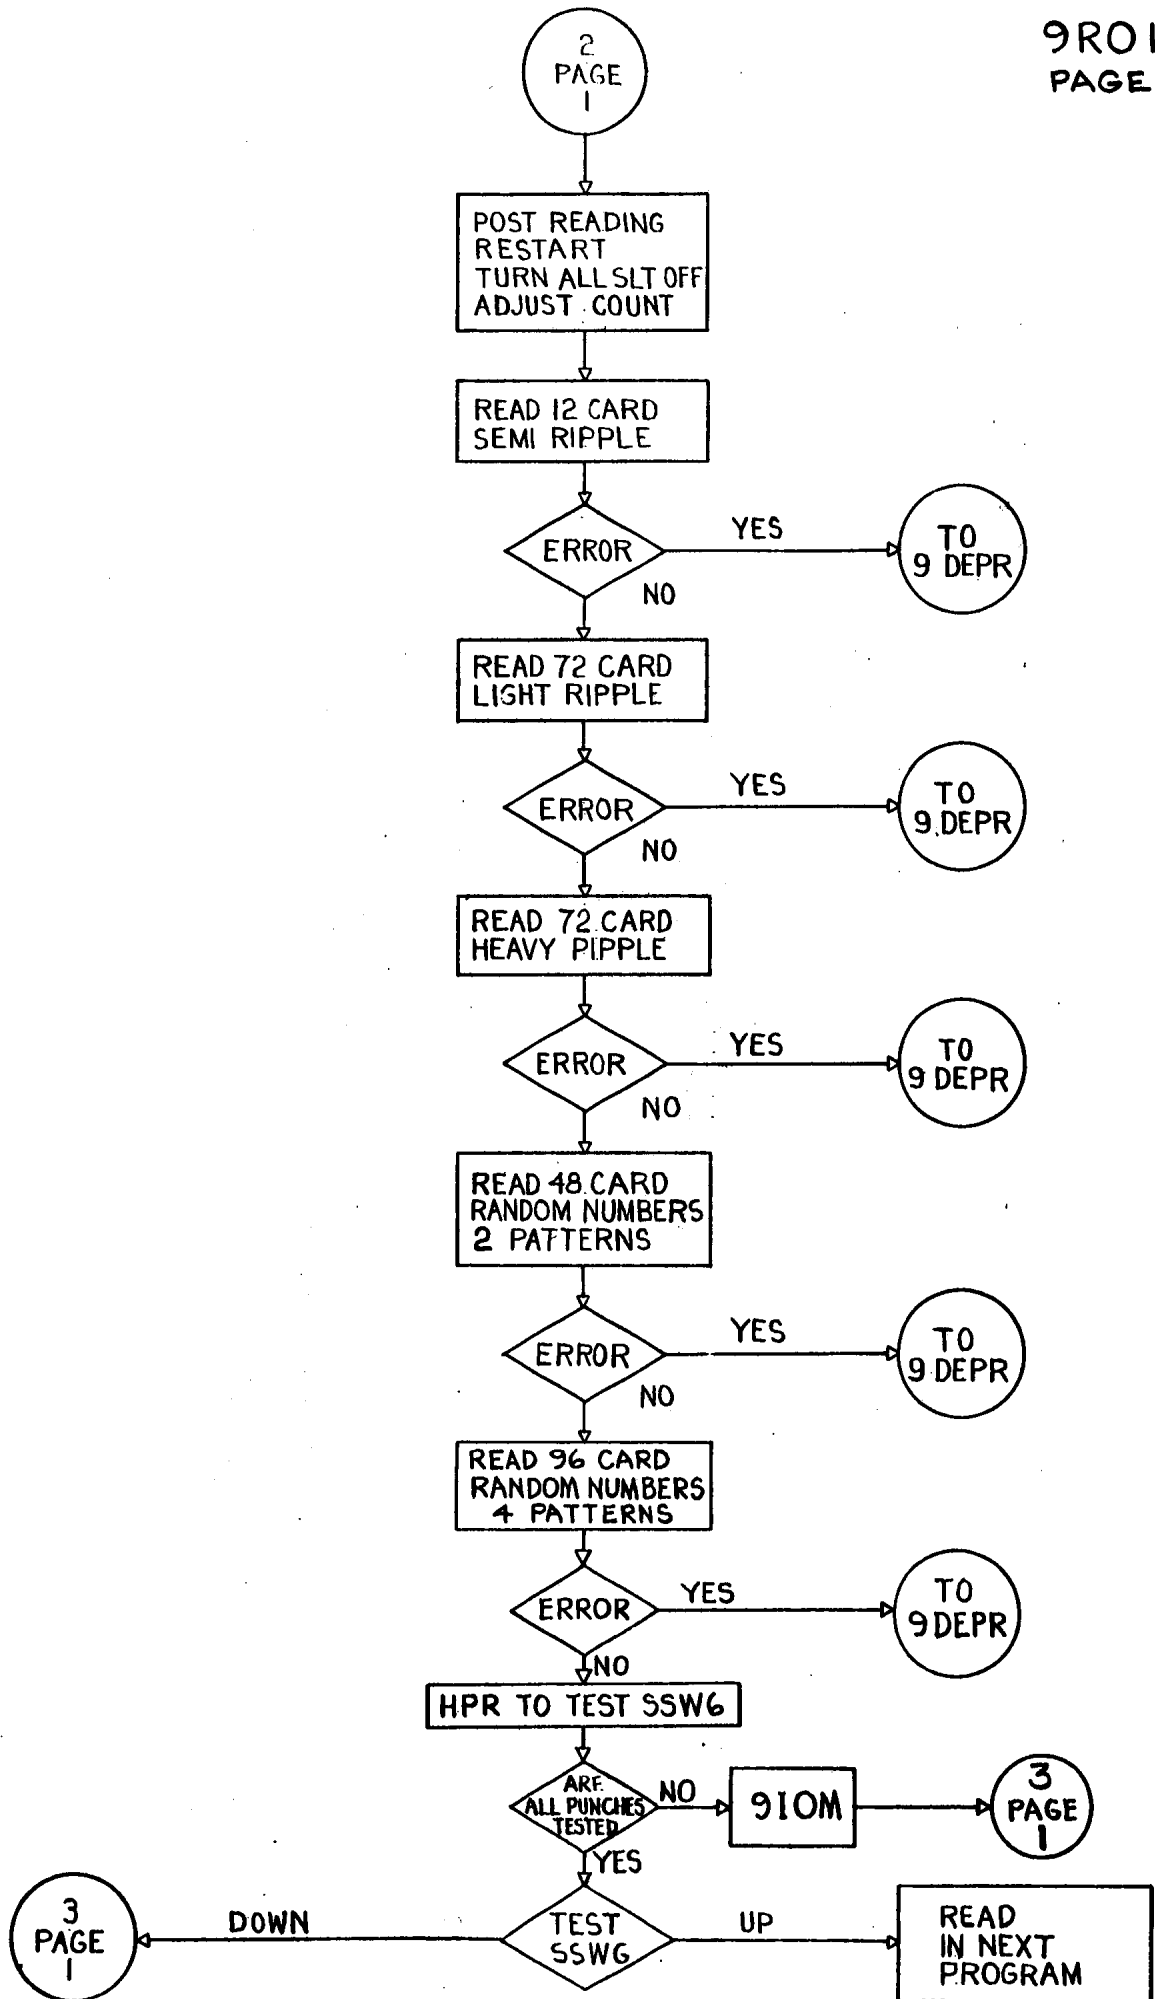 2
PAGE
1
9R01
PAGE
POST READING
RESTART
TURN ALL SLT OFF
ADJUST COUNT
READ 12 CARD
SEMI RIPPLE
ERROR
YES
TO
9 DEPR
NO
READ 72 CARD
LIGHT RIPPLE
ERROR
YES
TO
9 DEPR
NO
READ 72 CARD
HEAVY PIPPLE
ERROR
YES
TO
9 DEPR
NO
READ 48 CARD
RANDOM NUMBERS
2 PATTERNS
ERROR
YES
TO
9 DEPR
NO
READ 96 CARD
RANDOM NUMBERS
4 PATTERNS
ERROR
YES
TO
9 DEPR
NO
HPR TO TEST SSW6
ARE
ALL PUNCHES
TESTED
NO
9IOM
3
PAGE
1
YES
TEST
SSW6
DOWN
3
PAGE
1
UP
READ
IN NEXT
PROGRAM